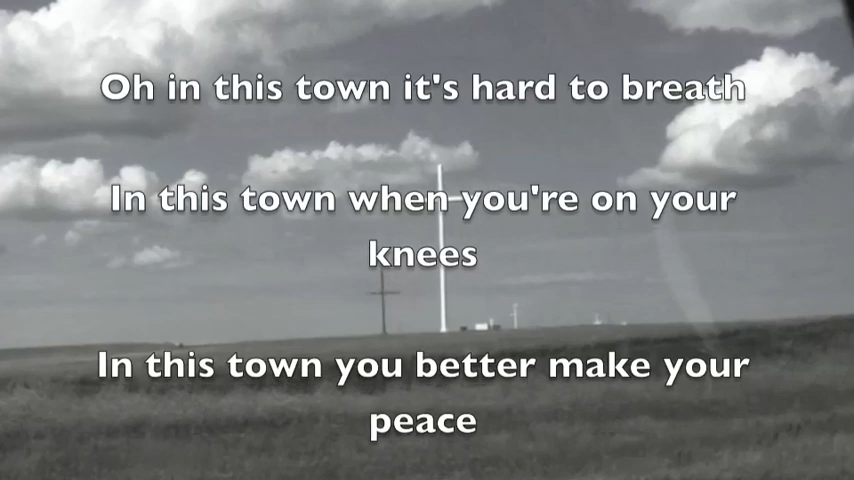 Oh in this town it's hard to breath
In this town when you're on your
knees
In this town you better make your
peace